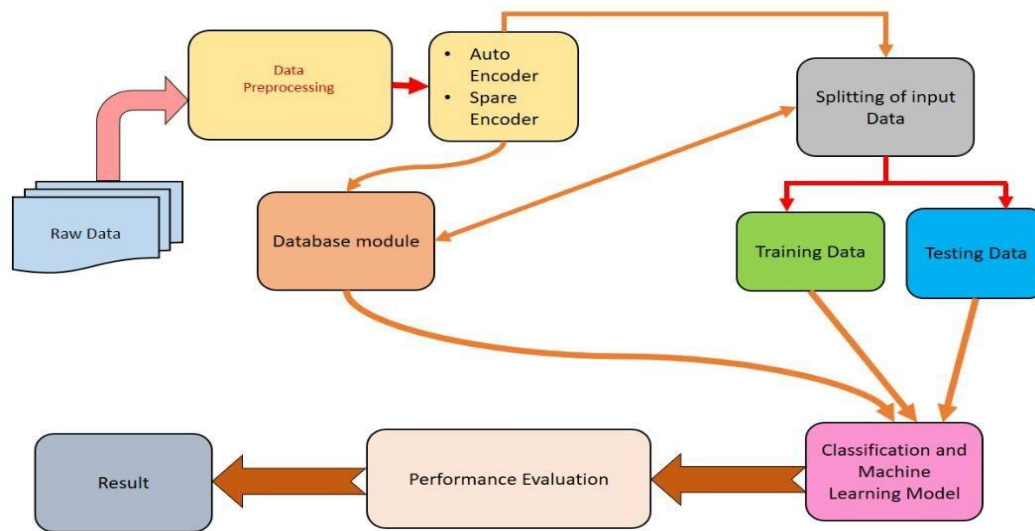 Raw Data
Data
Preprocessing
• Auto
Encoder
• Spare
Encoder
Splitting of input
Data
Database module
Training Data
Testing Data
Classification and
Machine
Learning Model
Performance Evaluation
Result